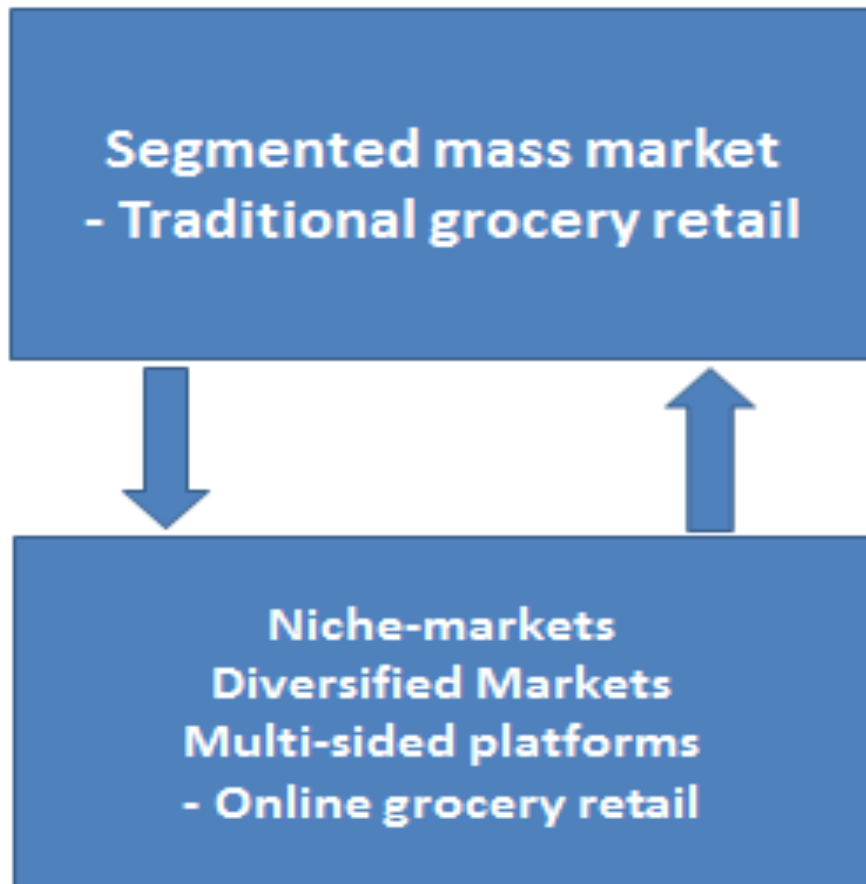 Segmented mass market
- Traditional grocery retail
Niche-markets
Diversified Markets
Multi-sided platforms
- Online grocery retail